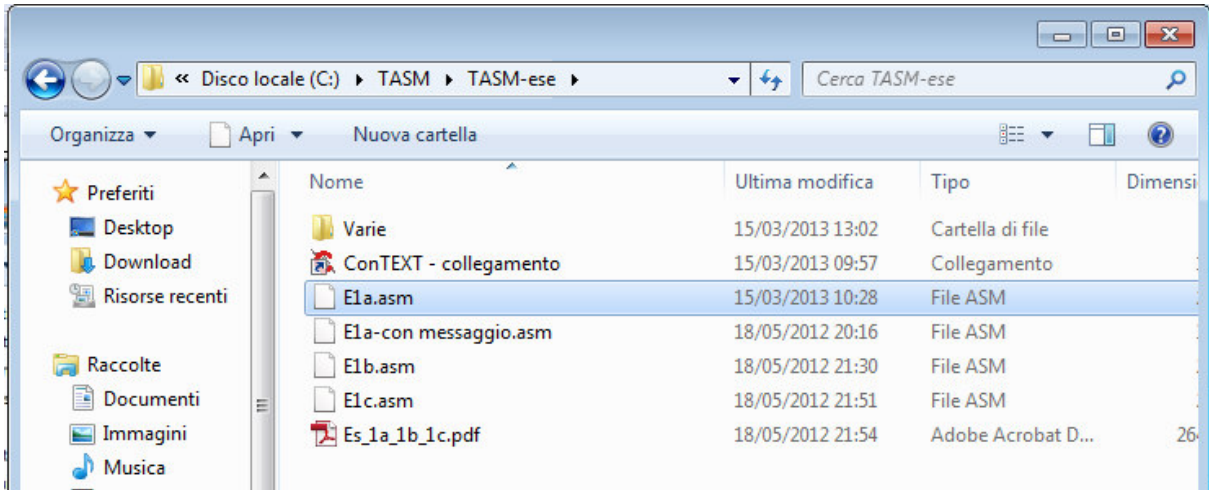 « Disco locale (C:) TASM TASM-ese
Cerca TASM-ese
Organizza Apri Nuova cartella
Preferiti
Desktop
Download
Risorse recenti
Raccolte
Documenti
Immagini
Musica
Nome Ultima modifica Tipo Dimensi
Varie 15/03/2013 13:02 Cartella di file
ConTEXT - collegamento 15/03/2013 09:57 Collegamento
E1a.asm 15/03/2013 10:28 File ASM
E1a-con messaggio.asm 18/05/2012 20:16 File ASM
E1b.asm 18/05/2012 21:30 File ASM
E1c.asm 18/05/2012 21:51 File ASM
Es_1a_1b_1c.pdf 18/05/2012 21:54 Adobe Acrobat D...